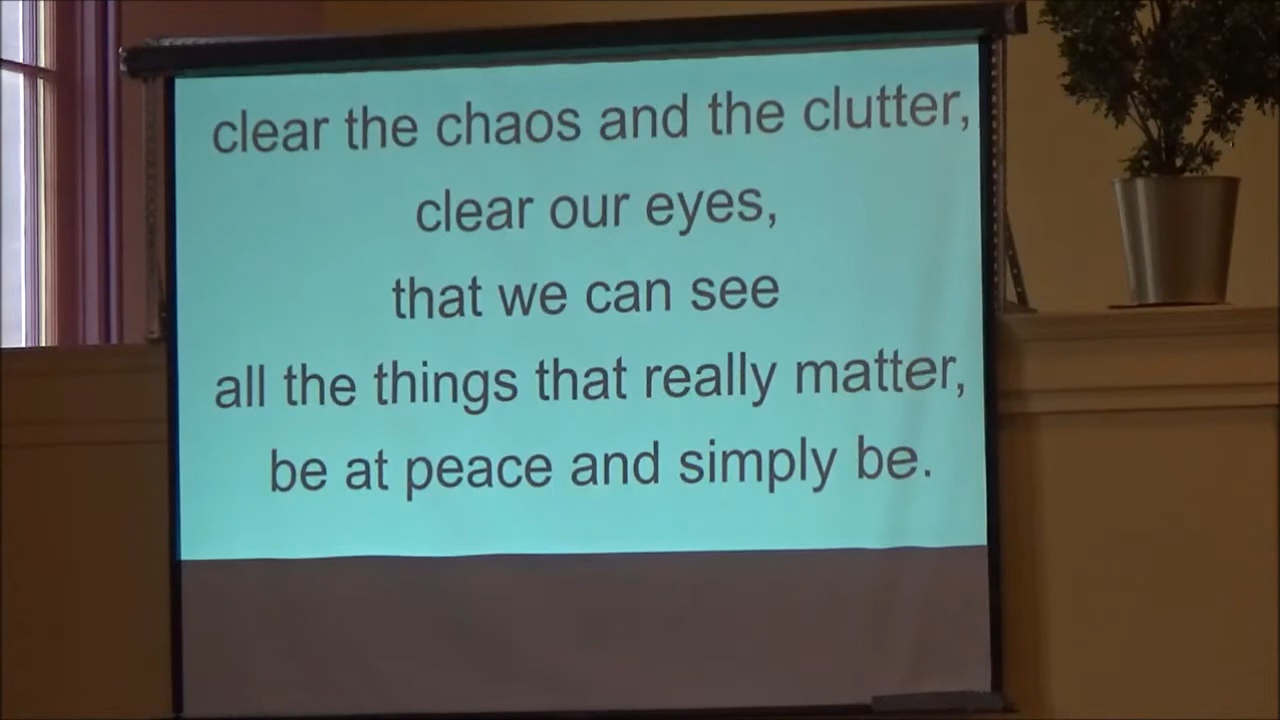 clear the chaos and the clutter,
clear our eyes,
that we can see
all the things that really matter,
be at peace and simply be.